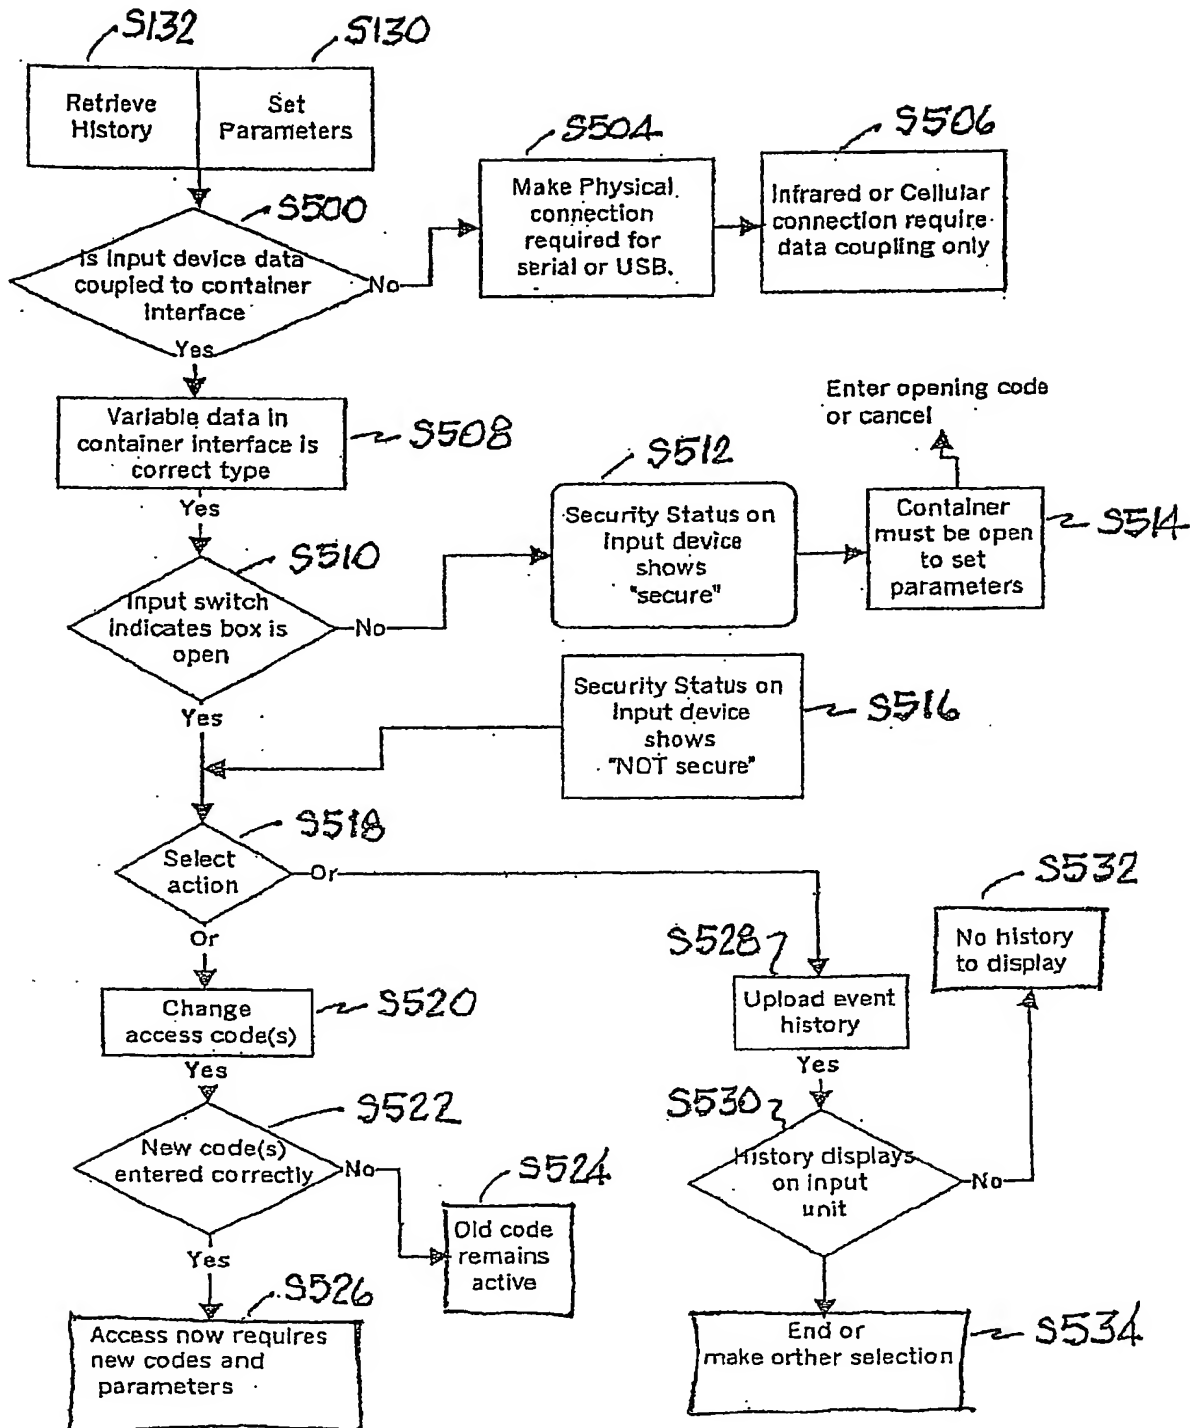 S132
S130
Retrieve
History
Set
Parameters
S504
S506
Make Physical
connection
required for
serial or USB.
Infrared or Cellular
connection require
data coupling only
S500
Is input device data
coupled to container
interface
No
Yes
Variable data in
container interface is
correct type
S508
Yes
Enter opening code
or cancel
S512
Security Status on
Input device
shows
"secure"
Container
must be open
to set
parameters
S514
S510
Input switch
indicates box is
open
No
Yes
Security Status on
Input device
shows
"NOT secure"
S516
S518
Select
action
Or
Or
S532
No history
to display
S528
Upload event
history
Yes
Change
access code(s)
S520
Yes
S522
New code(s)
entered correctly
No
S524
Old code
remains
active
S530
History displays
on input
unit
No
Yes
S526
Access now requires
new codes and
parameters
End or
make orther selection
S534